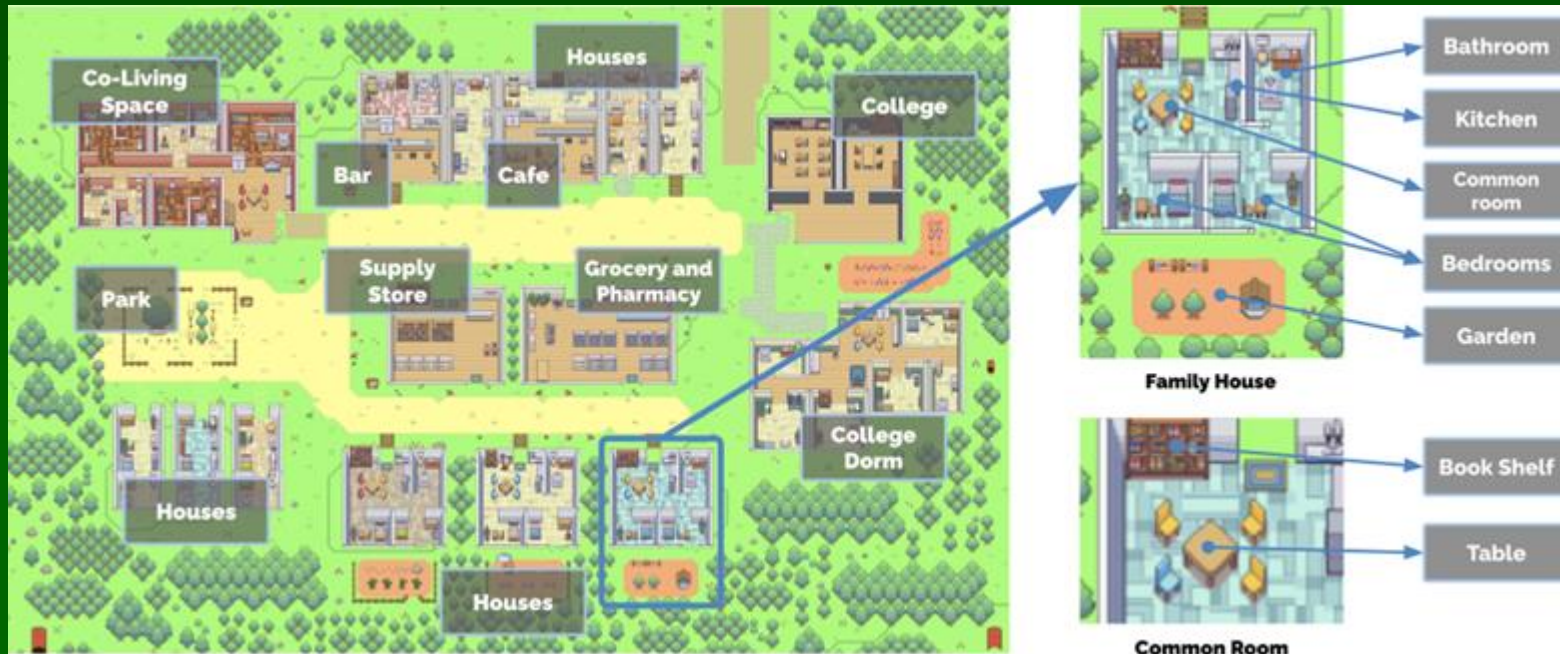 Houses
Co-Living
Space
College
Bar
Cafe
Supply
Store
Grocery and
Pharmacy
Park
College
Dorm
Houses
Houses
Bathroom
Kitchen
Common
room
Bedrooms
Garden
Family House
Book Shelf
Table
Common Room